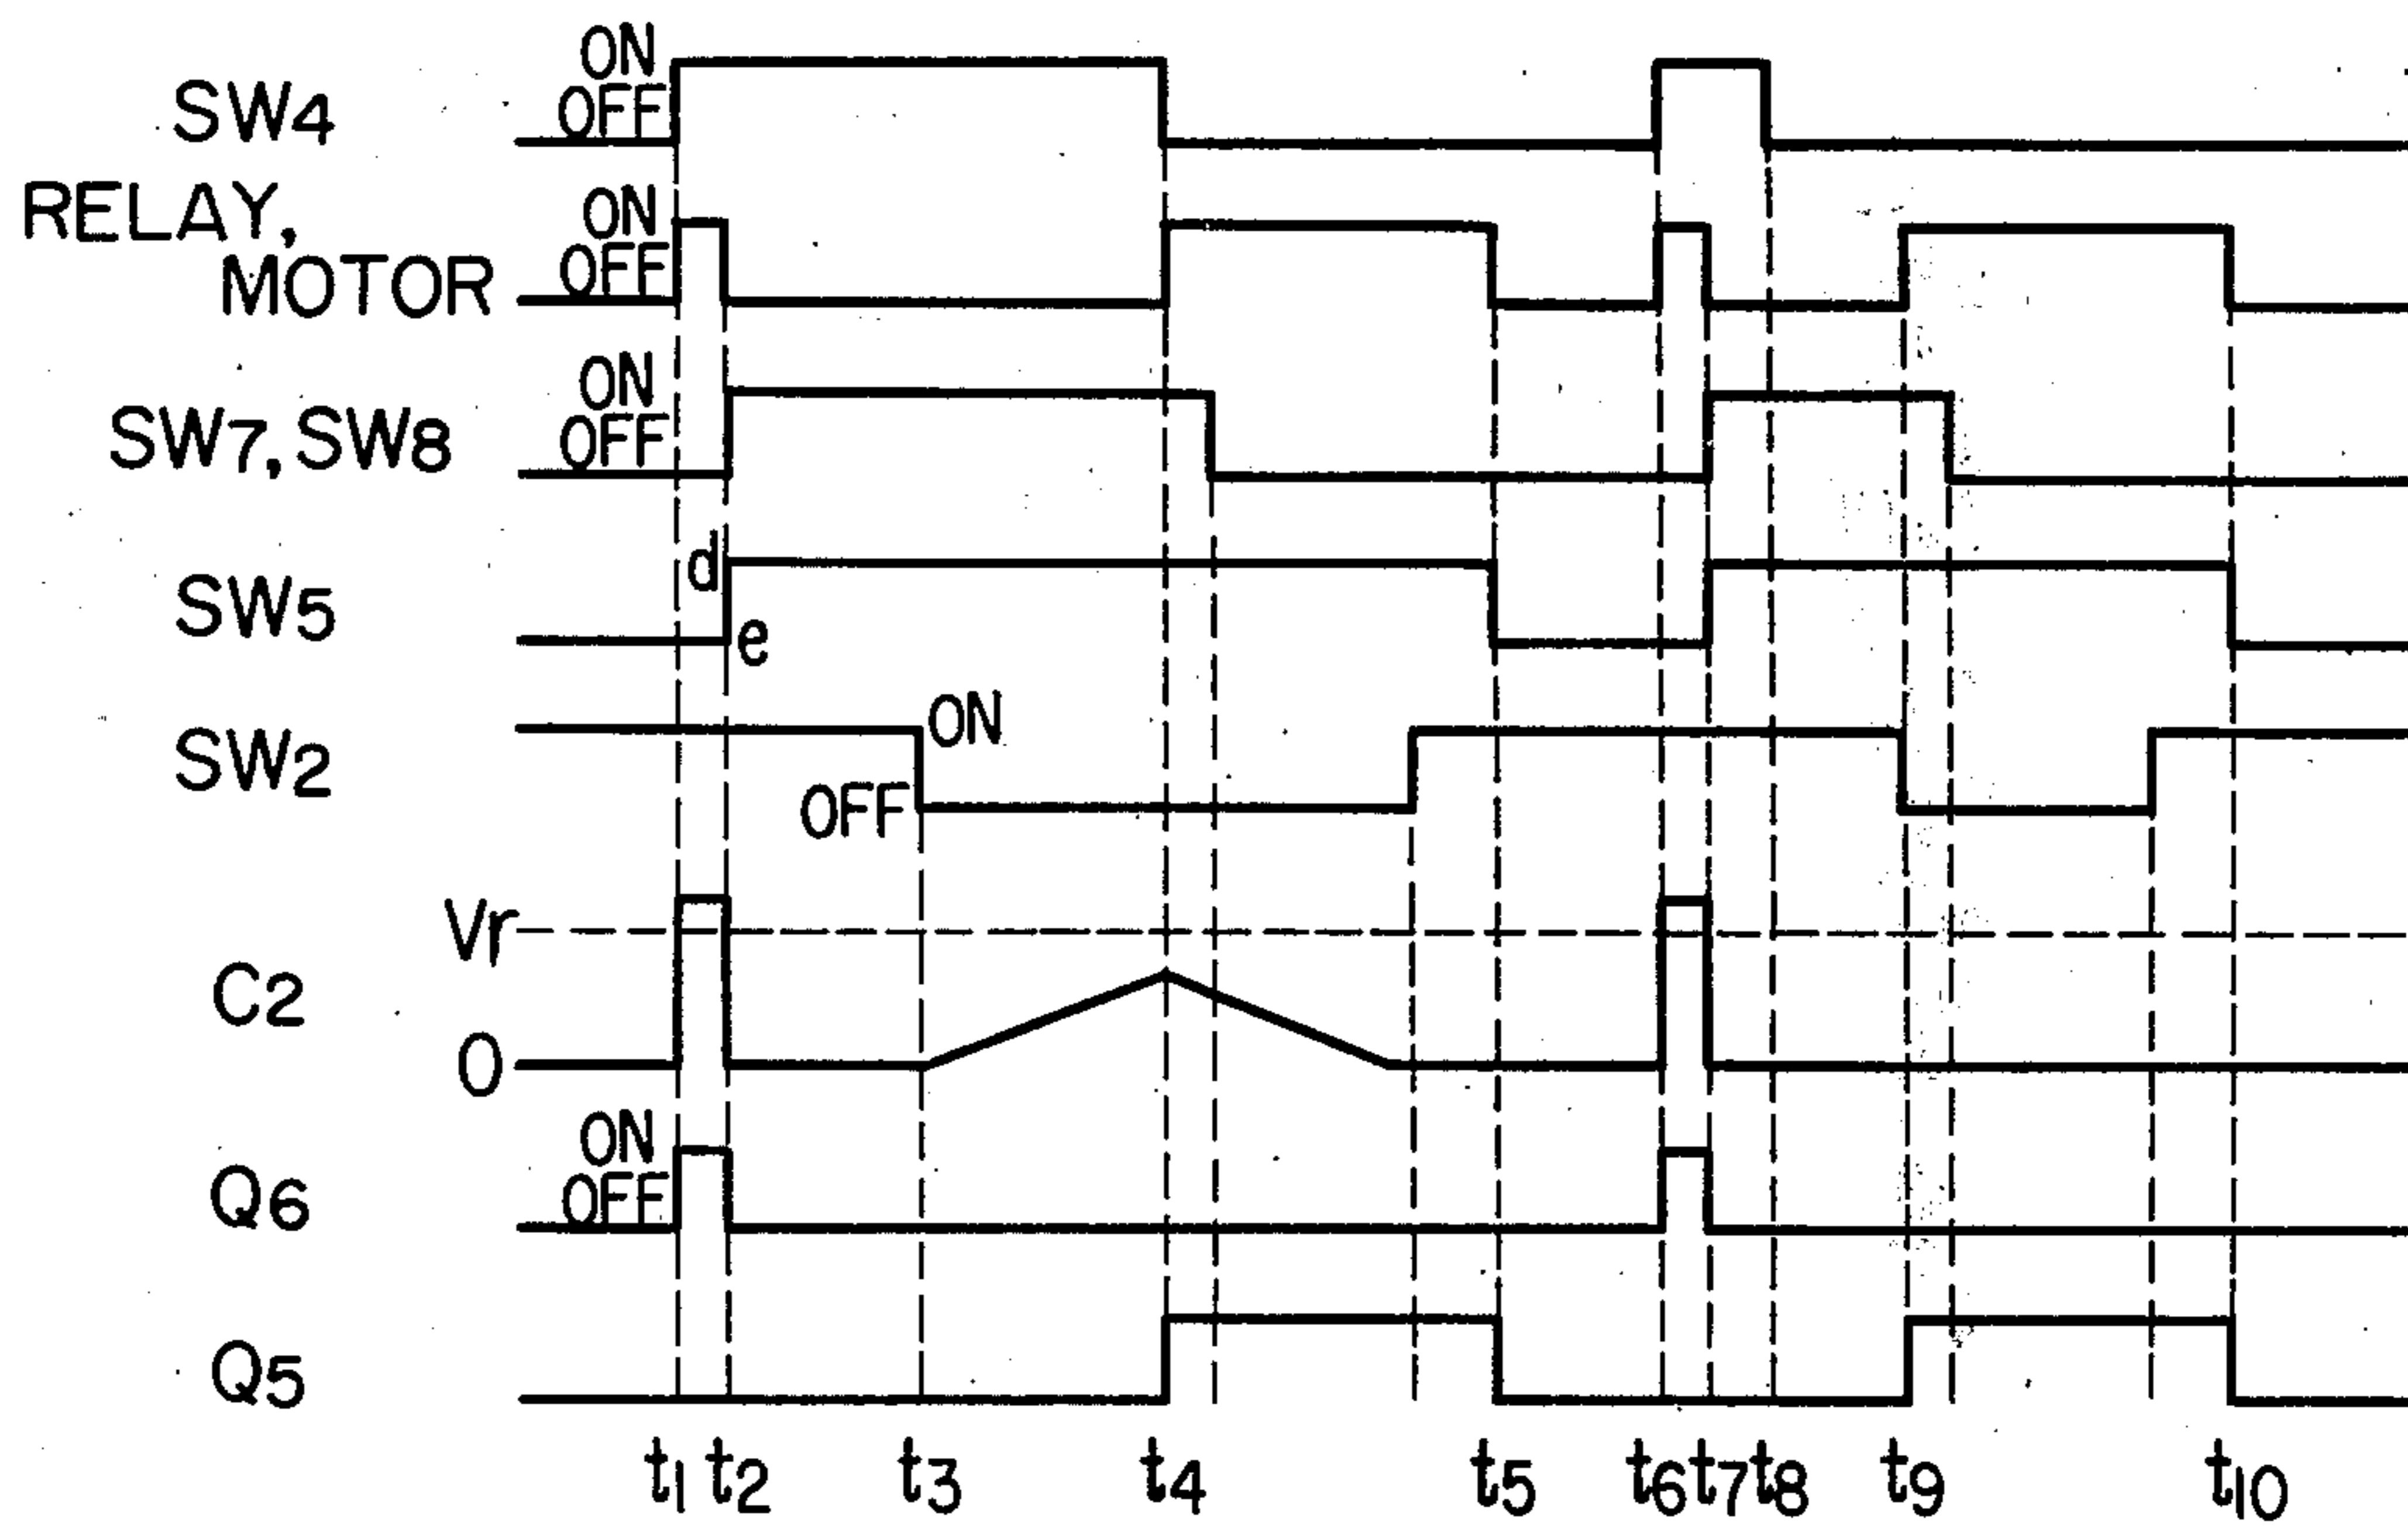 ON
OFF
SW4
RELAY,
MOTOR
ON
OFF
SW7, SW8
ON
OFF
SW5
d
e
SW2
ON
OFF
Vr
C2
O
Q6
ON
OFF
Q5
t1 t2 t3 t4 t5 t6 t7 t8 t9 t10